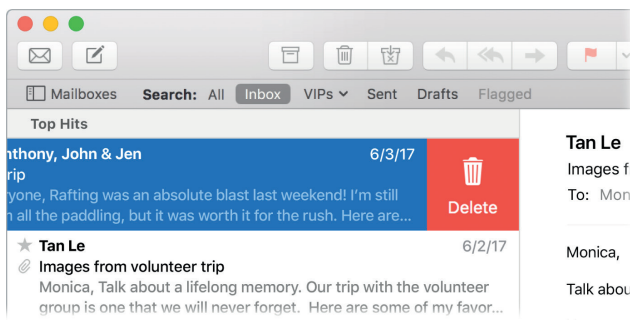 Mailboxes Search: All Inbox VIPs Sent Drafts Flagged
Top Hits
nthony, John & Jen 6/3/17
rip
ryone, Rafting was an absolute blast last weekend! I'm still
n all the paddling, but it was worth it for the rush. Here are...
Delete
Tan Le 6/2/17
Images from volunteer trip
Monica, Talk about a lifelong memory. Our trip with the volunteer
group is one that we will never forget. Here are some of my favor...
Tan Le
Images f
To: Mon
Monica,
Talk abou